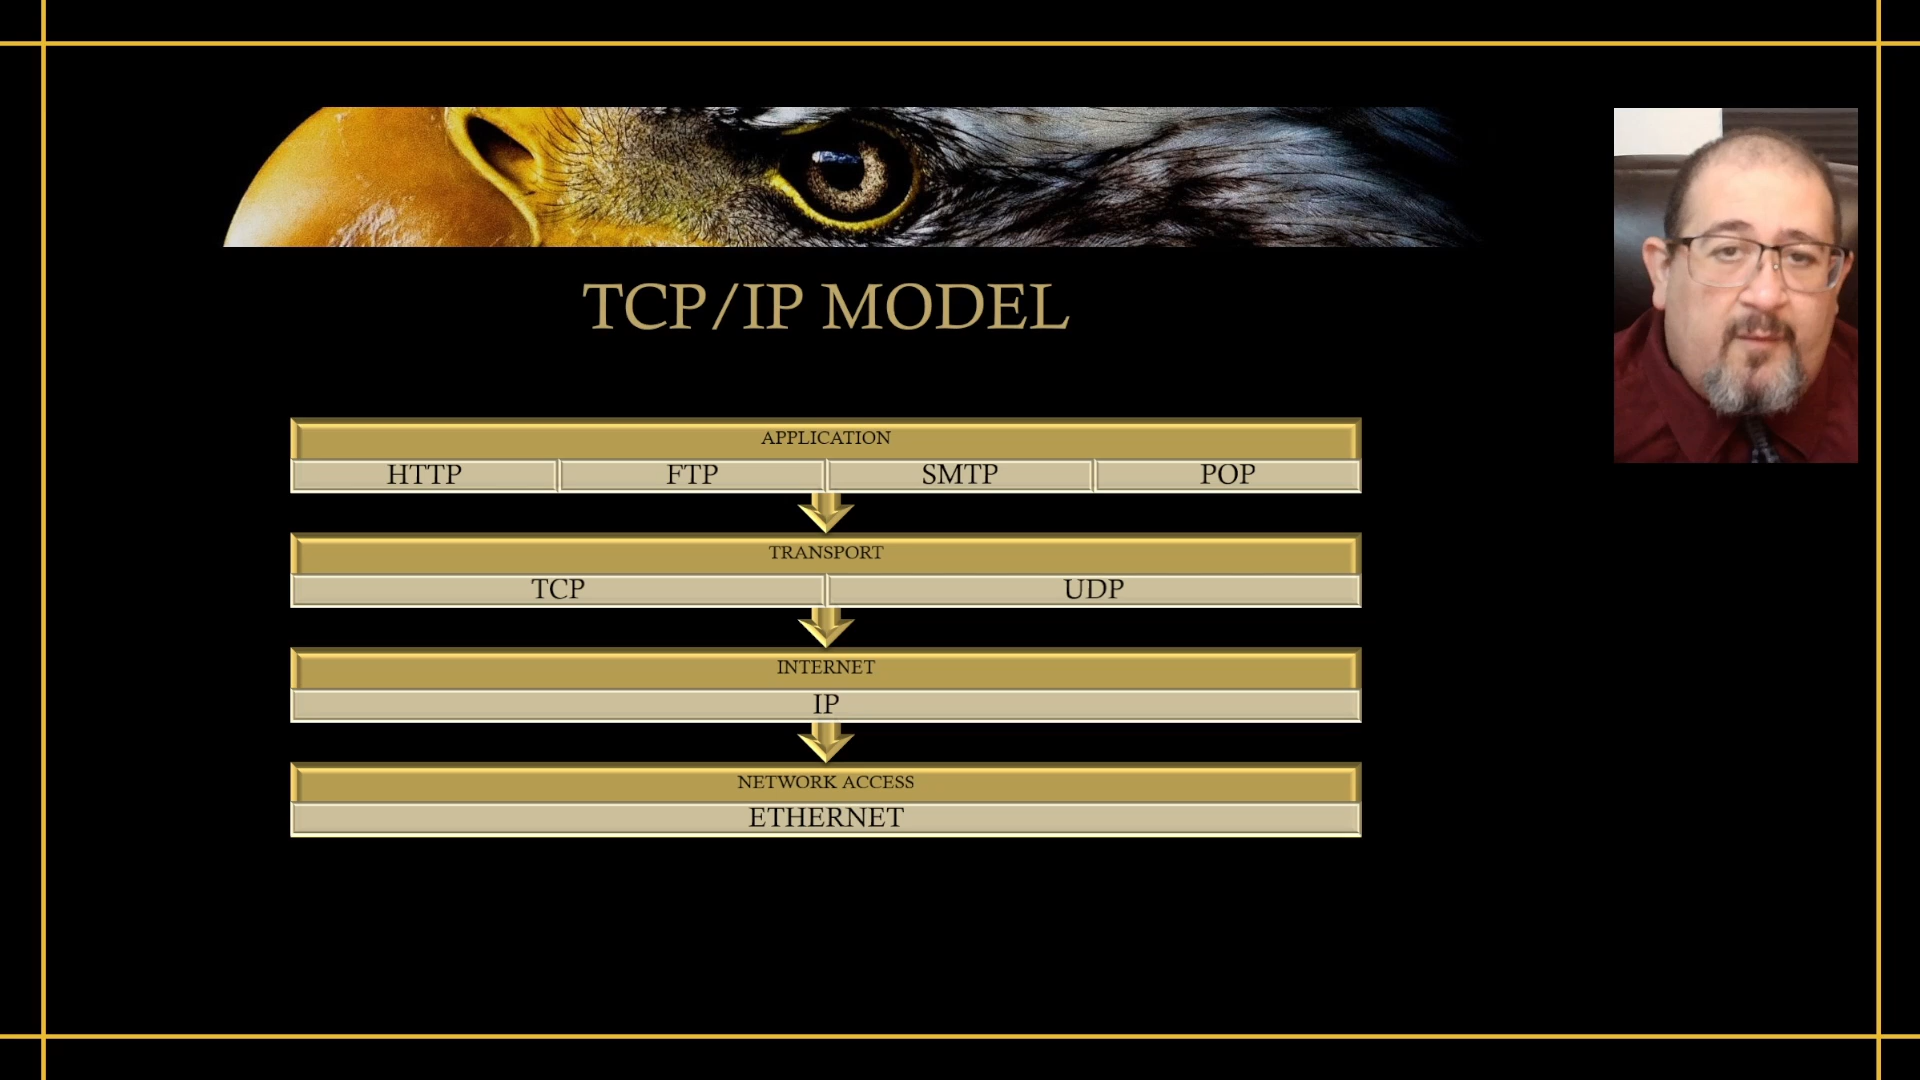 TCP/IP MODEL
APPLICATION
HTTP FTP SMTP POP
TRANSPORT
TCP UDP
INTERNET
IP
NETWORK ACCESS
ETHERNET